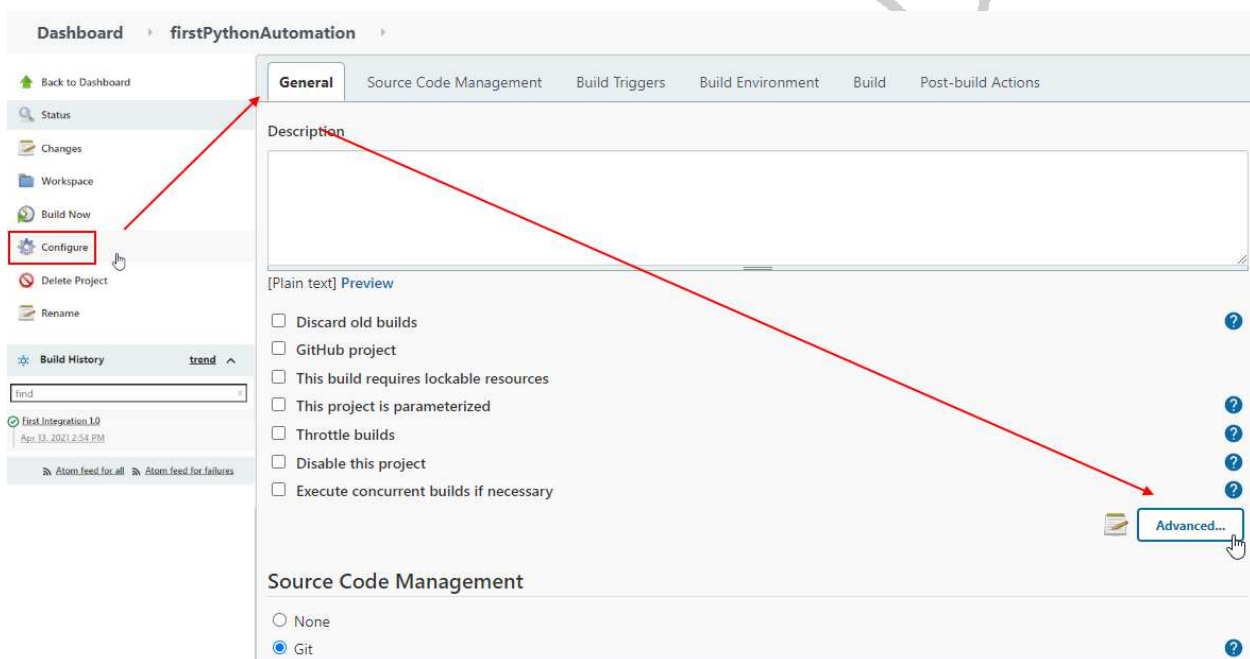 Dashboard firstPythonAutomation
Back to Dashboard
Status
Changes
Workspace
Build Now
Configure
Delete Project
Rename
Build History trend
find x
First Integration 1.0
Apr 13, 2021 2:54 PM
Atom feed for all Atom feed for failures
General Source Code Management Build Triggers Build Environment Build Post-build Actions
Description
[Plain text] Preview
Discard old builds ?
GitHub project
This build requires lockable resources
This project is parameterized ?
Throttle builds ?
Disable this project ?
Execute concurrent builds if necessary ?
Advanced...
Source Code Management
None
Git ?